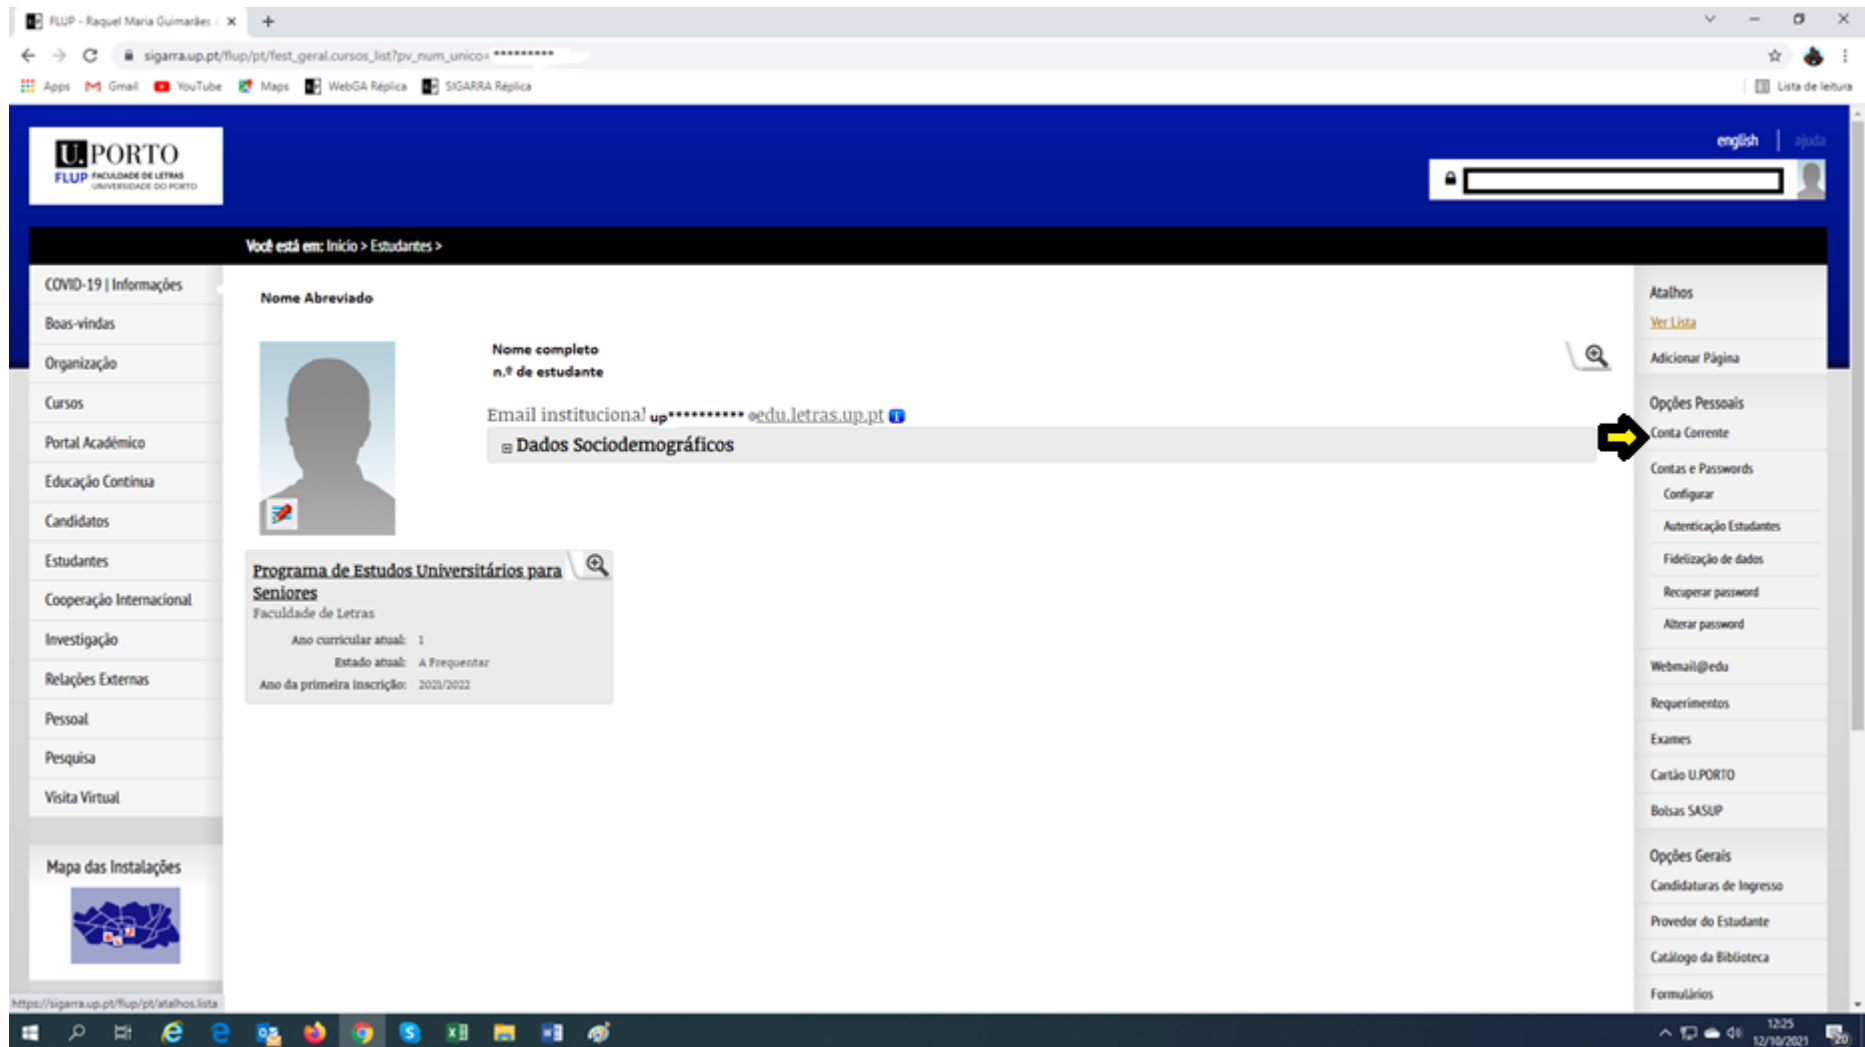 FLUP - Raquel Maria Guimarães
sigarra.up.pt/flup/pt/fest_geral.cursos_list?pv_num_unico= *********
Apps Gmail YouTube Maps WebGA Réplica SIGARRA Réplica Lista de leitura
U. PORTO
FLUP FACULDADE DE LETRAS
UNIVERSIDADE DO PORTO
english | ajuda
Você está em: Início > Estudantes >
COVID-19 | Informações
Boas-vindas
Organização
Cursos
Portal Académico
Educação Contínua
Candidatos
Estudantes
Cooperação Internacional
Investigação
Relações Externas
Pessoal
Pesquisa
Visita Virtual
Mapa das Instalações
Nome Abreviado
Nome completo
n.º de estudante
Email institucional up********** @edu.letras.up.pt
Dados Sociodemográficos
Programa de Estudos Universitários para
Seniores
Faculdade de Letras
Ano curricular atual: 1
Estado atual: A Frequentar
Ano da primeira inscrição: 2021/2022
Atalhos
Ver Lista
Adicionar Página
Opções Pessoais
Conta Corrente
Contas e Passwords
Configurar
Autenticação Estudantes
Fidelização de dados
Recuperar password
Alterar password
Webmail@edu
Requerimentos
Exames
Cartão U.PORTO
Bolsas SASUP
Opções Gerais
Candidaturas de Ingresso
Provedor do Estudante
Catálogo da Biblioteca
Formulários
https://sigarra.up.pt/flup/pt/atalhos.lista
12:25
12/10/2021
20